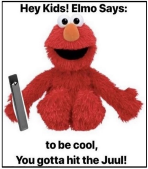 Hey Kids! Elmo Says:
to be cool,
You gotta hit the Juul!